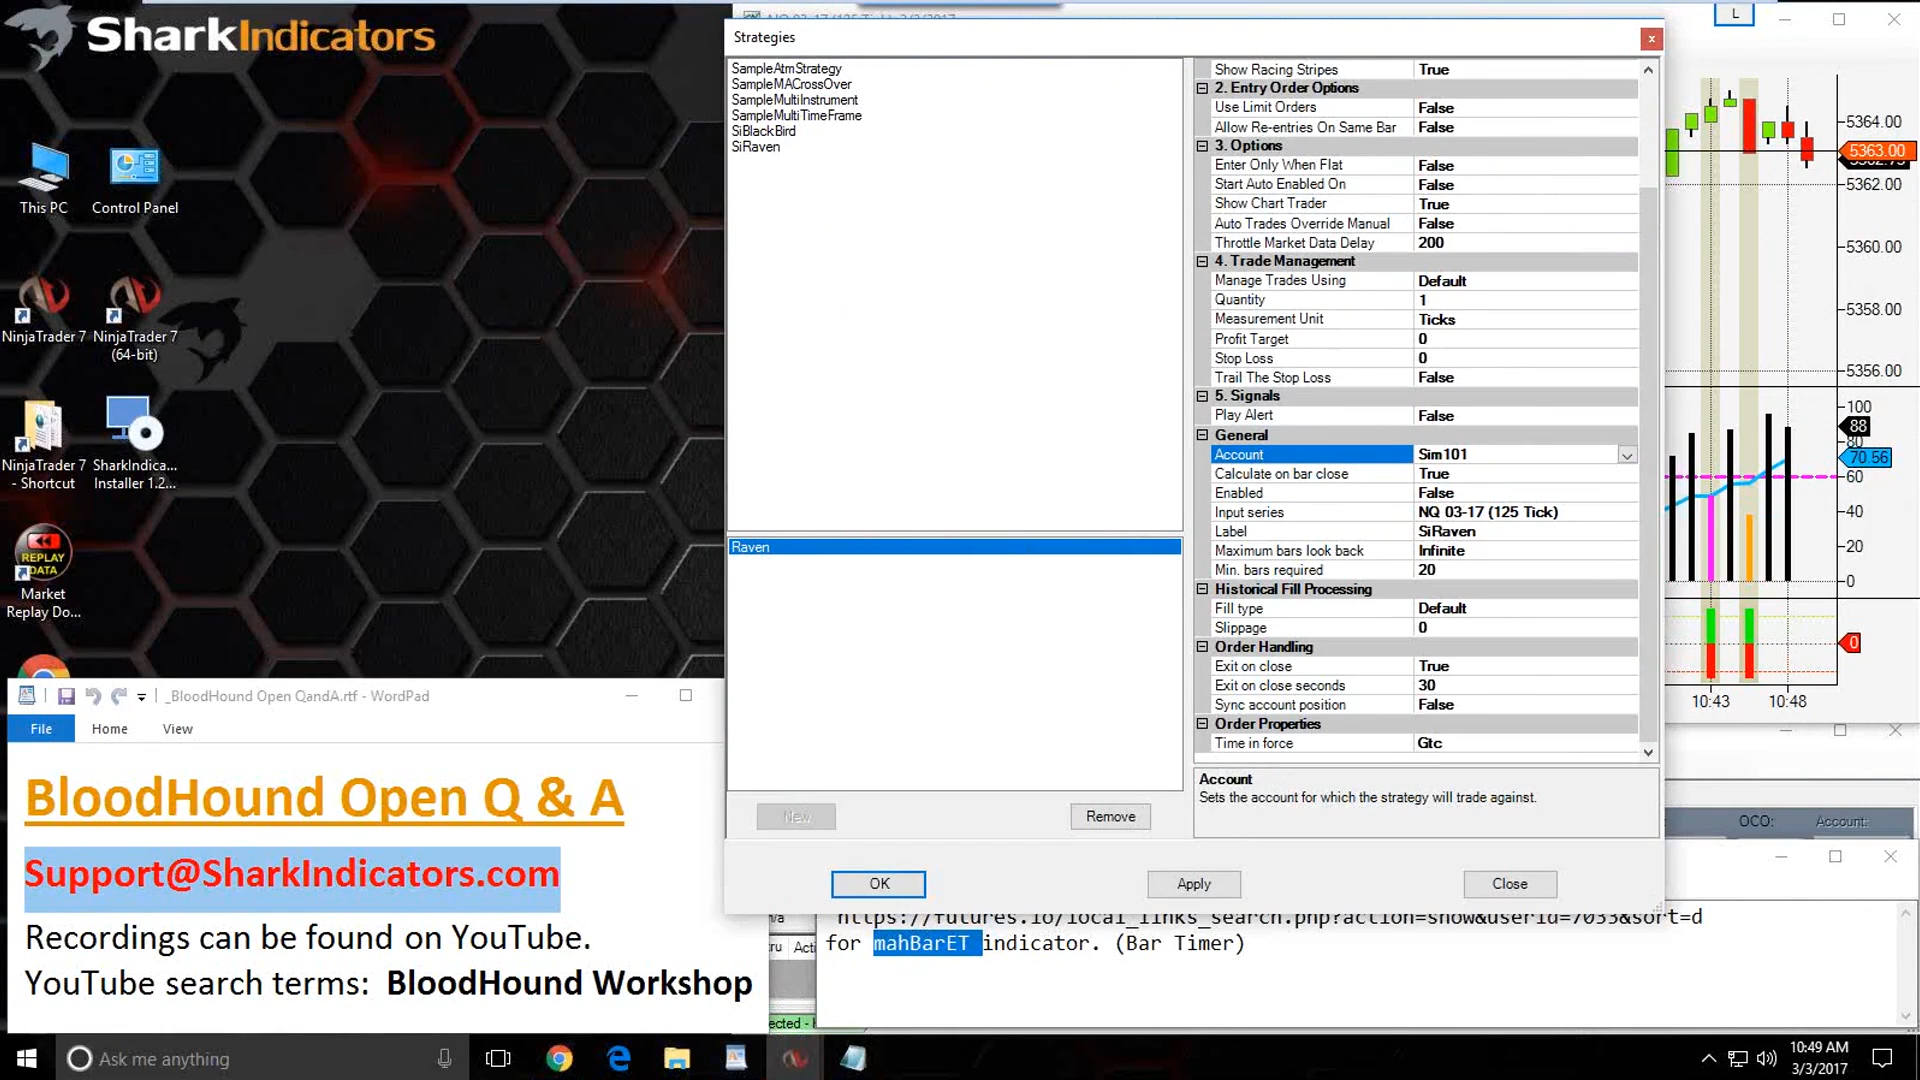 SharkIndicators
This PC
Control Panel
NinjaTrader 7
NinjaTrader 7
(64-bit)
NinjaTrader 7
- Shortcut
SharkIndica...
Installer 1.2...
REPLAY
DATA
Market
Replay Do...
_BloodHound Open QandA.rtf - WordPad
File
Home
View
BloodHound Open Q & A
Support@SharkIndicators.com
Recordings can be found on YouTube.
YouTube search terms: BloodHound Workshop
Strategies
SampleAtmStrategy
SampleMACrossOver
SampleMultiInstrument
SampleMultiTimeFrame
SiBlackBird
SiRaven
Raven
New
Remove
OK
Apply
Close
Show Racing Stripes True
2. Entry Order Options
Use Limit Orders False
Allow Re-entries On Same Bar False
3. Options
Enter Only When Flat False
Start Auto Enabled On False
Show Chart Trader True
Auto Trades Override Manual False
Throttle Market Data Delay 200
4. Trade Management
Manage Trades Using Default
Quantity 1
Measurement Unit Ticks
Profit Target 0
Stop Loss 0
Trail The Stop Loss False
5. Signals
Play Alert False
General
Account Sim101
Calculate on bar close True
Enabled False
Input series NQ 03-17 (125 Tick)
Label SiRaven
Maximum bars look back Infinite
Min. bars required 20
Historical Fill Processing
Fill type Default
Slippage 0
Order Handling
Exit on close True
Exit on close seconds 30
Sync account position False
Order Properties
Time in force Gtc
Account
Sets the account for which the strategy will trade against.
L
5364.00
5363.00
5362.00
5360.00
5358.00
5356.00
100
88
80
70.56
60
40
20
0
0
10:43
10:48
OCO:
Account:
https://futures.io/local_links_search.php?action=show&userid=7033&sort=d
for mahBarET indicator. (Bar Timer)
Ask me anything
10:49 AM
3/3/2017